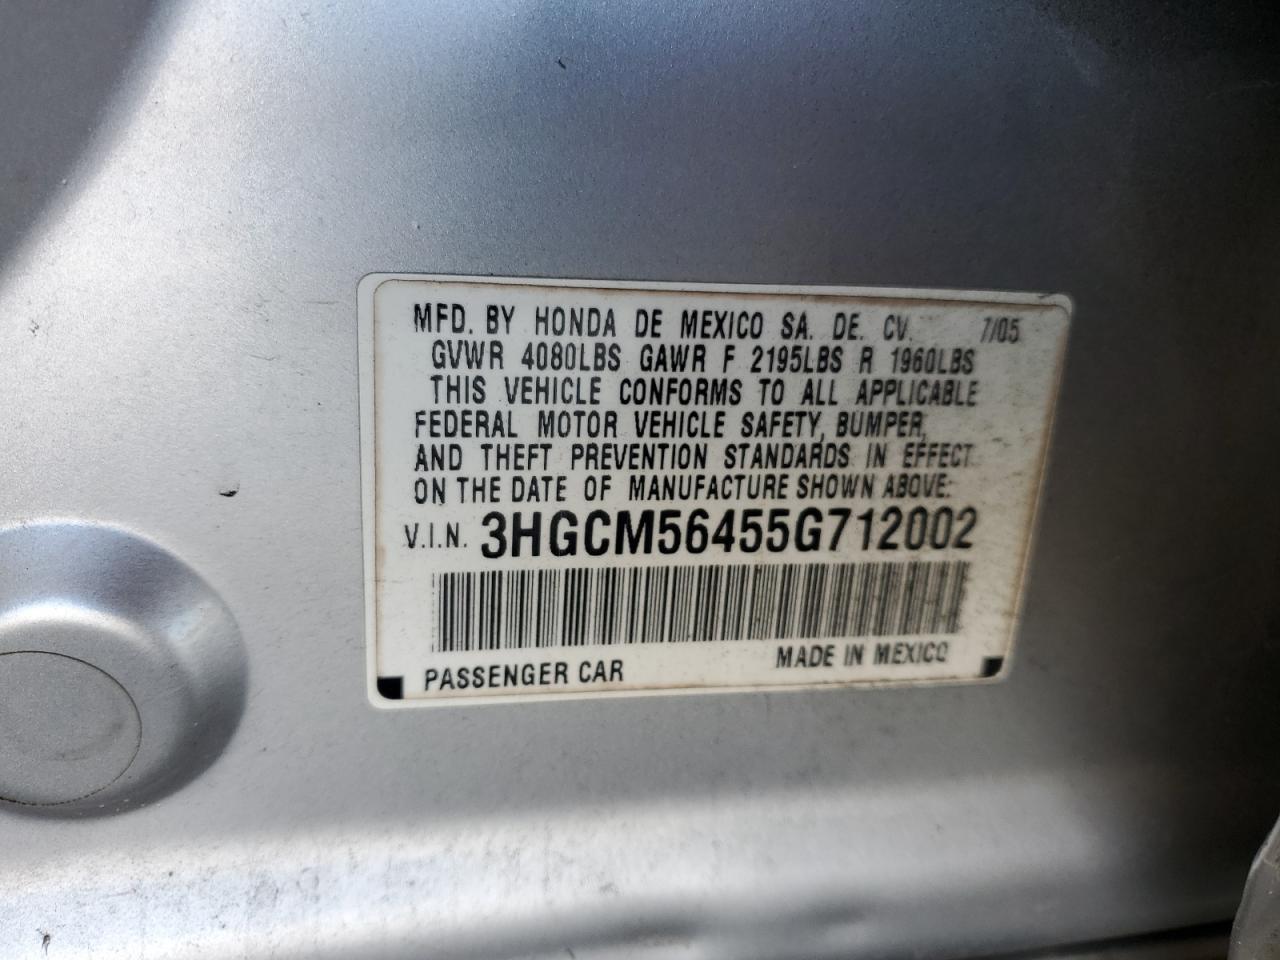 MFD. BY HONDA DE MEXICO SA. DE. CV. 7/05
GVWR 4080LBS GAWR F 2195LBS R 1960LBS
THIS VEHICLE CONFORMS TO ALL APPLICABLE
FEDERAL MOTOR VEHICLE SAFETY, BUMPER,
AND THEFT PREVENTION STANDARDS IN EFFECT
ON THE DATE OF MANUFACTURE SHOWN ABOVE:
V.I.N. 3HGCM56455G712002
PASSENGER CAR MADE IN MEXICO